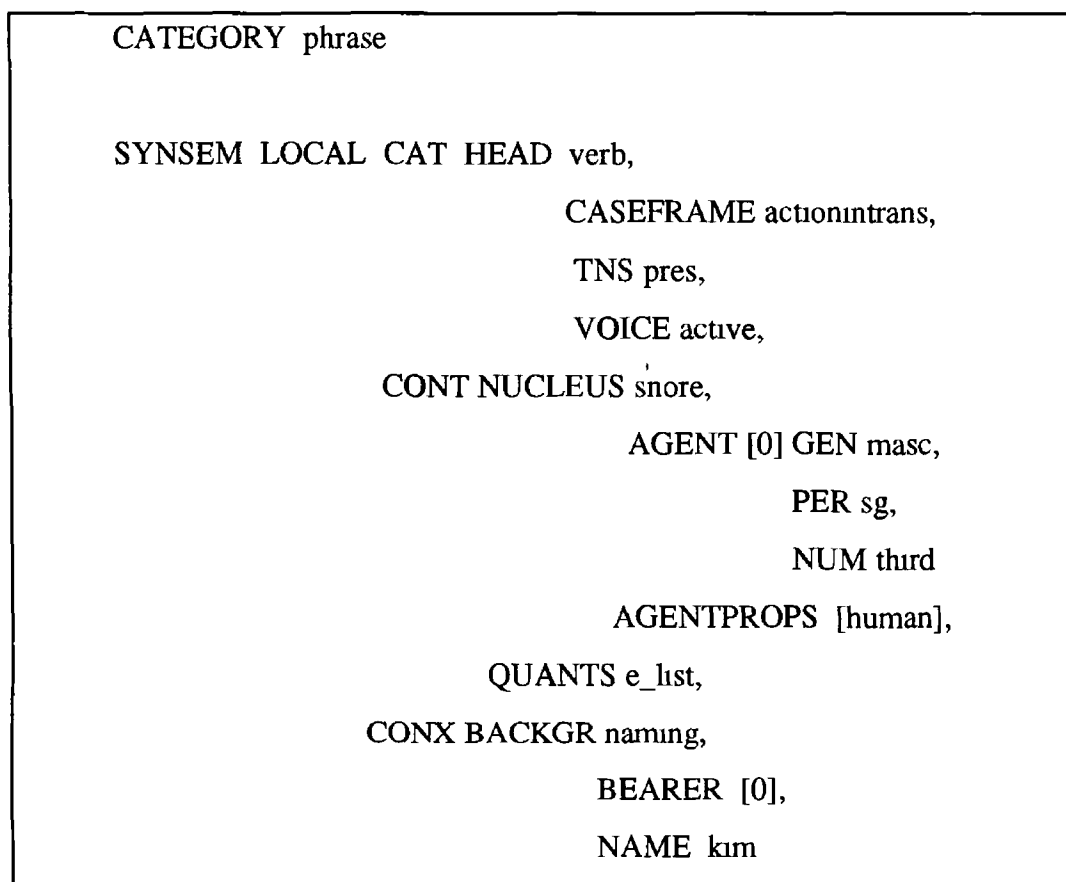 CATEGORY phrase
SYNSEM LOCAL CAT HEAD verb,
CASEFRAME actionintrans,
TNS pres,
VOICE active,
CONT NUCLEUS snore,
AGENT [0] GEN masc,
PER sg,
NUM third
AGENTPROPS [human],
QUANTS e_list,
CONX BACKGR naming,
BEARER [0],
NAME kim